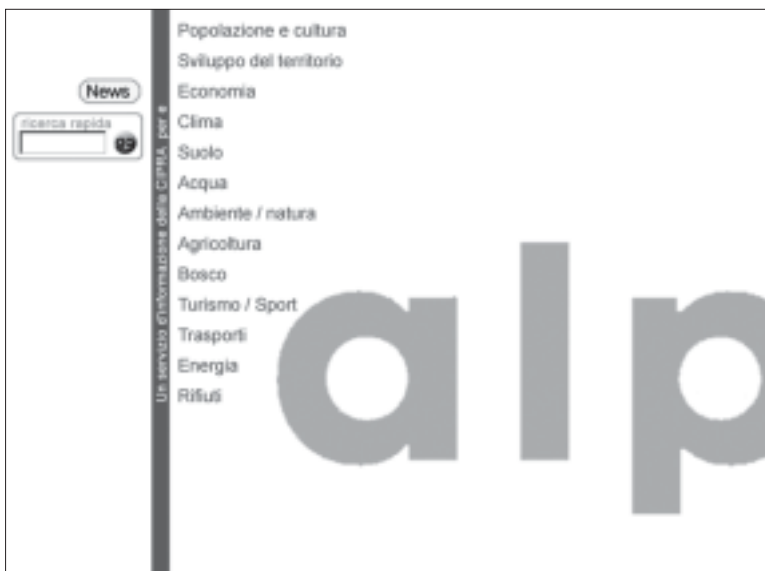 News
ricerca rapida
Un servizio d'informazione della CIPRA, per e
Popolazione e cultura
Sviluppo del territorio
Economia
Clima
Suolo
Acqua
Ambiente / natura
Agricoltura
Bosco
Turismo / Sport
Trasporti
Energia
Rifiuti
alp